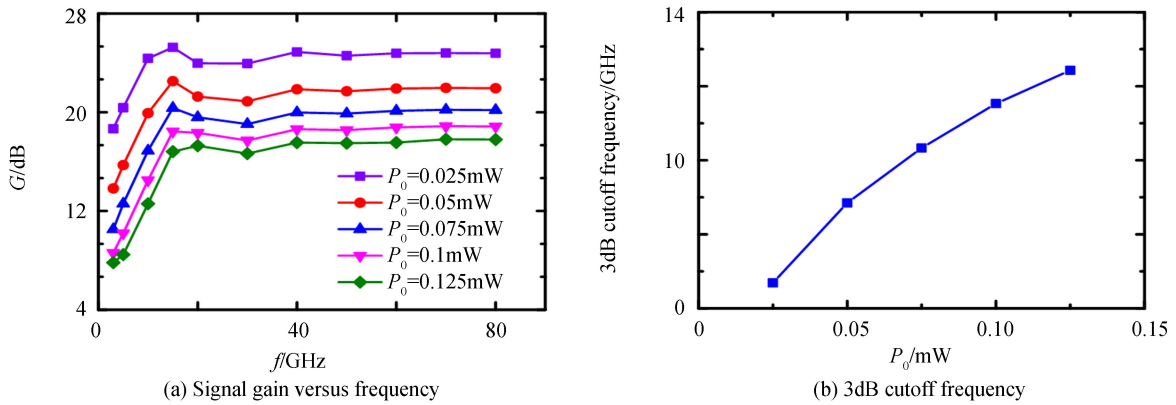 28
20
12
4
G/dB
P₀=0.025mW
P₀=0.05mW
P₀=0.075mW
P₀=0.1mW
P₀=0.125mW
0
40
80
f/GHz
(a) Signal gain versus frequency
14
10
0
3dB cutoff frequency/GHz
0
0.05
0.10
0.15
P₀/mW
(b) 3dB cutoff frequency